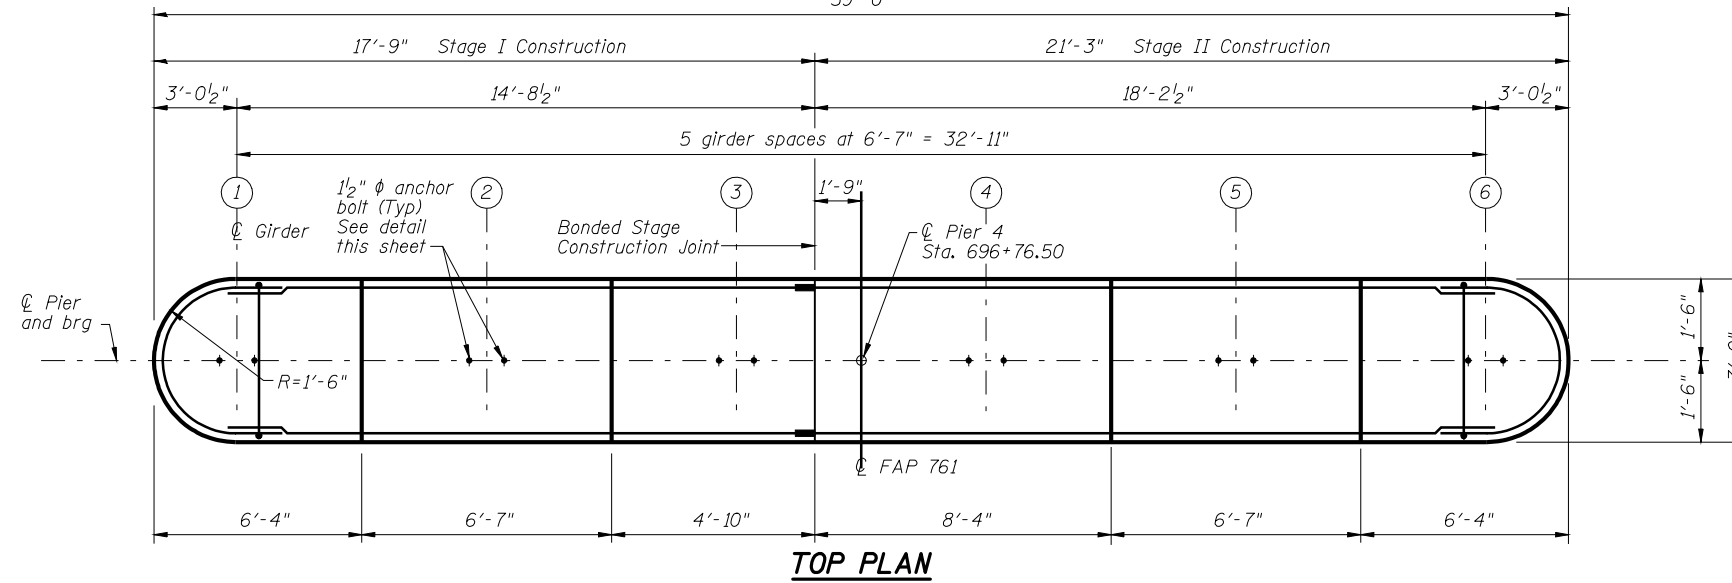 17'-9" Stage I Construction
21'-3" Stage II Construction
3'-0½"
14'-8½"
18'-2½"
3'-0½"
5 girder spaces at 6'-7" = 32'-11"
1
2
3
4
5
6
1'-9"
℄ Girder
1½" ϕ anchor
bolt (Typ)
See detail
this sheet
Bonded Stage
Construction Joint
℄ Pier 4
Sta. 696+76.50
℄ Pier
and brg
R=1'-6"
1'-6"
1'-6"
℄ FAP 761
6'-4"
6'-7"
4'-10"
8'-4"
6'-7"
6'-4"
TOP PLAN